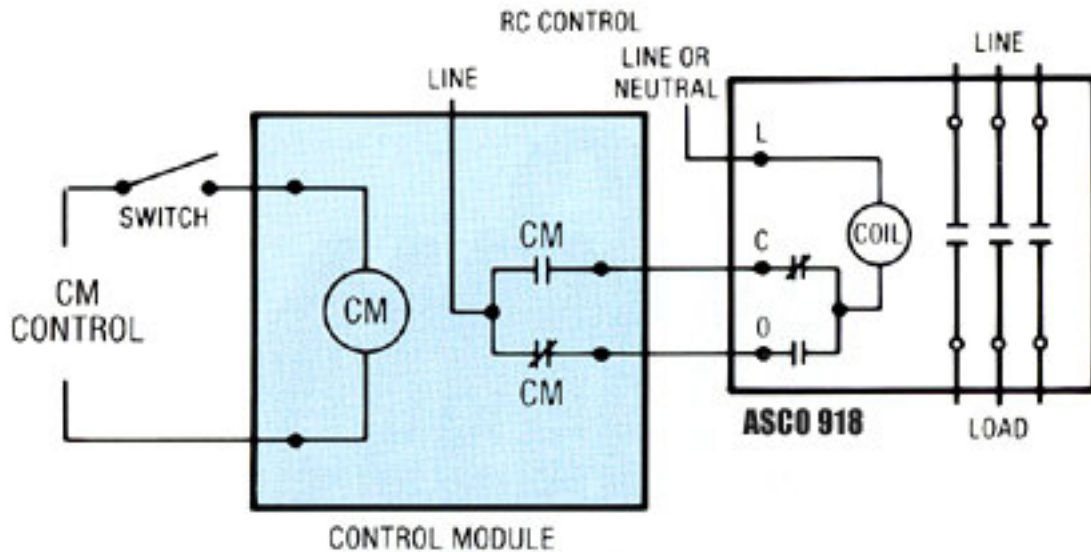 RC CONTROL
LINE
LINE OR
NEUTRAL
LINE
L
SWITCH
CM
COIL
C
CM
CM
CONTROL
O
CM
ASCO 918
LOAD
CONTROL MODULE